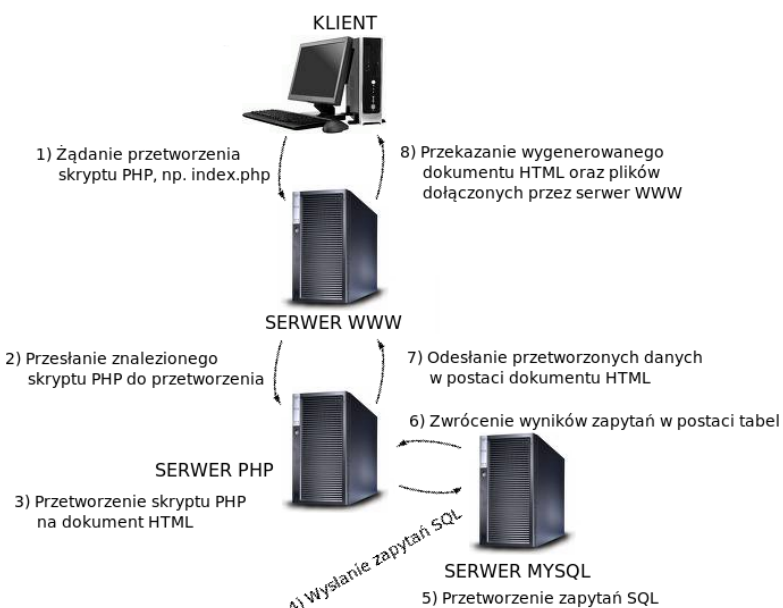 KLIENT
1) Żądanie przetworzenia
skryptu PHP, np. index.php
8) Przekazanie wygenerowanego
dokumentu HTML oraz plików
dołączonych przez serwer WWW
SERWER WWW
2) Przesłanie znalezionego
skryptu PHP do przetworzenia
7) Odesłanie przetworzonych danych
w postaci dokumentu HTML
6) Zwrócenie wyników zapytań w postaci tabel
SERWER PHP
3) Przetworzenie skryptu PHP
na dokument HTML
4) Wysłanie zapytań SQL
SERWER MYSQL
5) Przetworzenie zapytań SQL